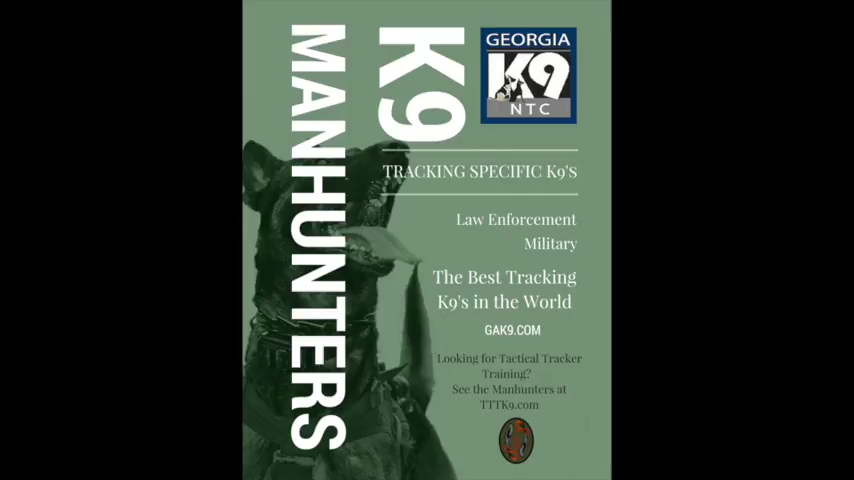 MANHUNTERS
K9
GEORGIA
K9
NTC
TRACKING SPECIFIC K9'S
Law Enforcement
Military
The Best Tracking
K9's in the World
GAK9.COM
Looking for Tactical Tracker
Training?
See the Manhunters at
TTTK9.com